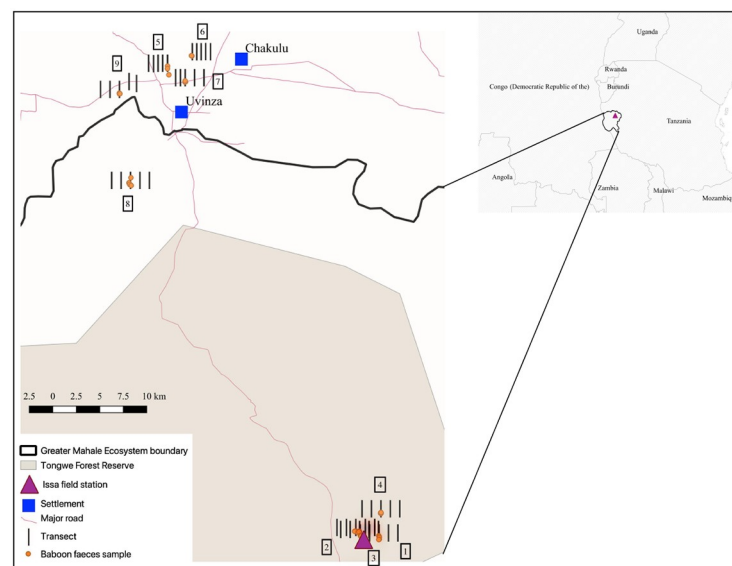 6
5
Chakulu
9
7
Uvinza
8
2.5 0 2.5 5 7.5 10 km
Greater Mahale Ecosystem boundary
Tongwe Forest Reserve
Issa field station
Settlement
Major road
Transect
Baboon faeces sample
4
2
3
1
Uganda
Rwanda
Congo (Democratic Republic of the)
Burundi
Tanzania
Angola
Zambia
Malawi
Mozambiq